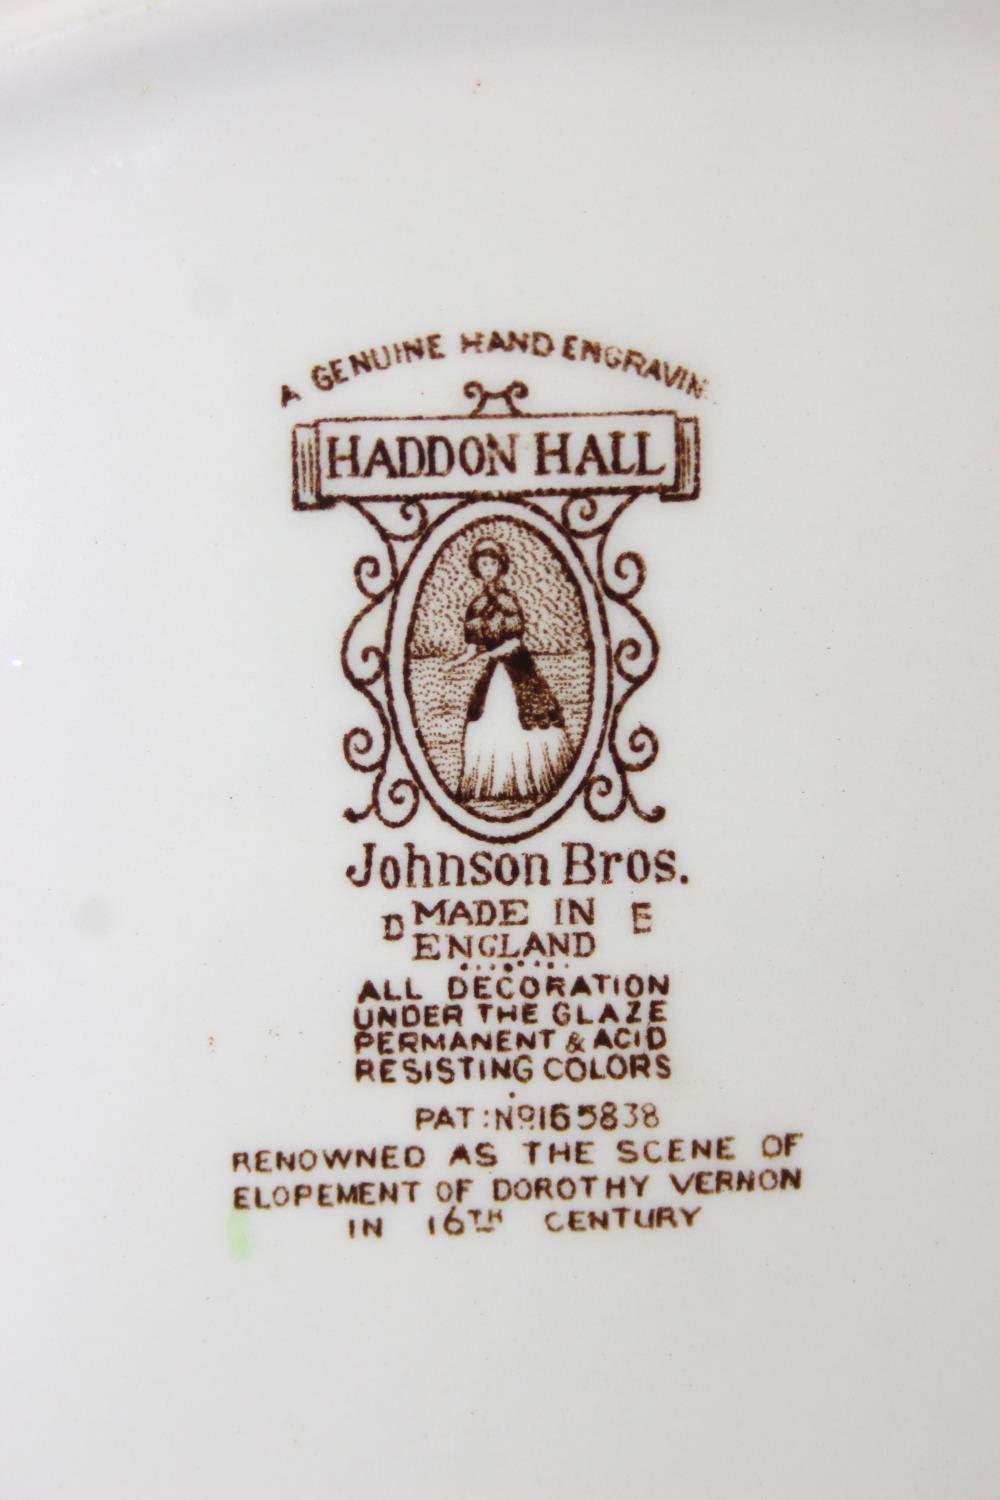 A GENUINE HAND ENGRAVIN
HADDON HALL
Johnson Bros.
D MADE IN E
ENGLAND
ALL DECORATION
UNDER THE GLAZE
PERMANENT & ACID
RESISTING COLORS
PAT: No. 165838
RENOWNED AS THE SCENE OF
ELOPEMENT OF DOROTHY VERNON
IN 16TH CENTURY